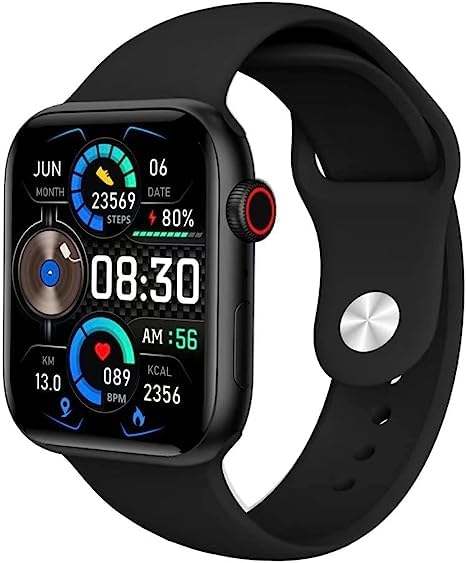 JUN 06
MONTH DATE
23569
STEPS
80%
08:30
AM :56
KM
13.0
089
BPM
KCAL
2356